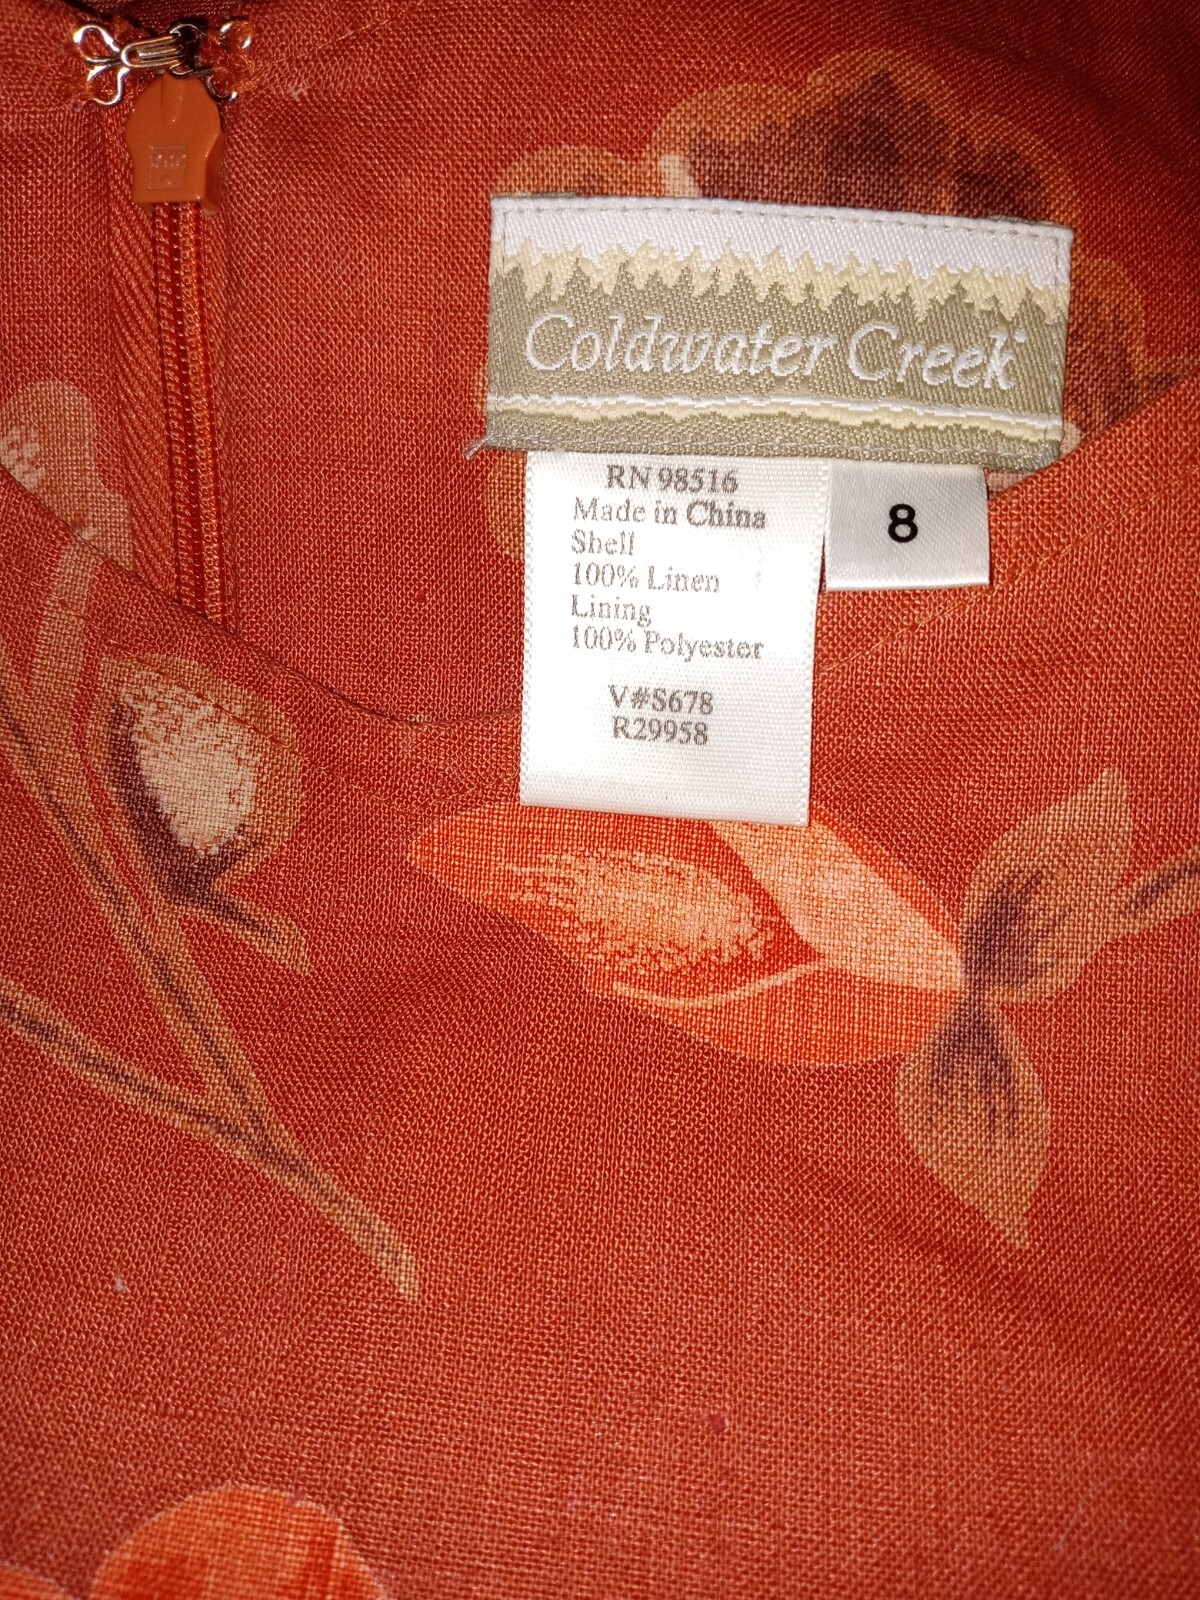 Coldwater Creek
RN 98516
Made in China
Shell
100% Linen
Lining
100% Polyester
V#S678
R29958
8